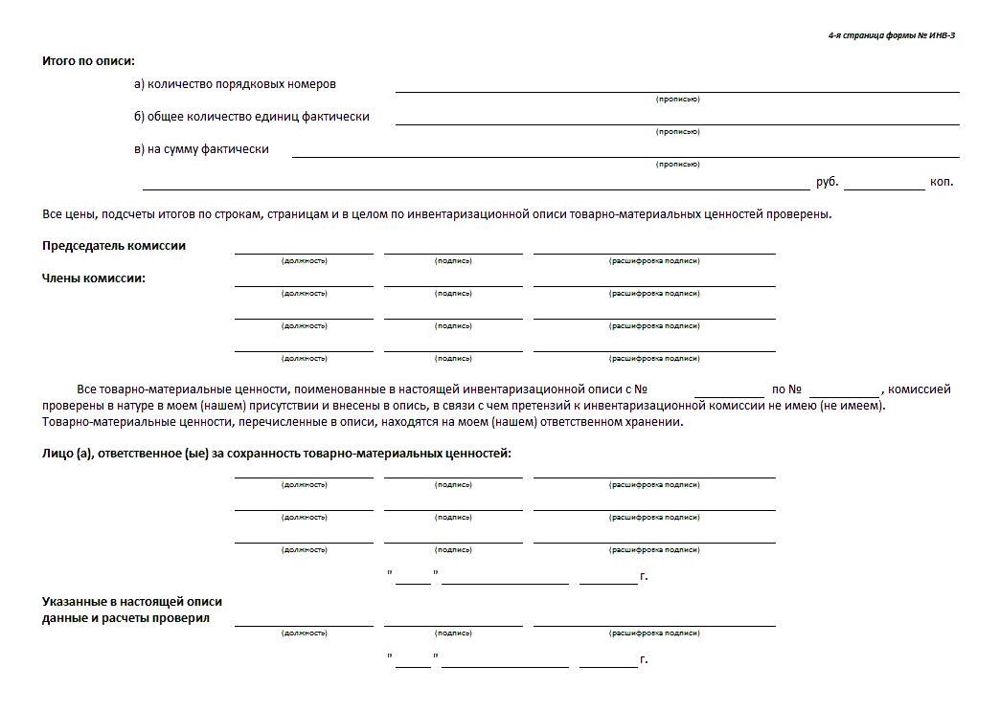 4-я страница формы № ИНВ-3
Итого по описи:
а) количество порядковых номеров
(прописью)
б) общее количество единиц фактически
(прописью)
в) на сумму фактически
(прописью)
руб. коп.
Все цены, подсчеты итогов по строкам, страницам и в целом по инвентаризационной описи товарно-материальных ценностей проверены.
Председатель комиссии
(должность) (подпись) (расшифровка подписи)
Члены комиссии:
(должность) (подпись) (расшифровка подписи)
(должность) (подпись) (расшифровка подписи)
(должность) (подпись) (расшифровка подписи)
Все товарно-материальные ценности, поименованные в настоящей инвентаризационной описи с № по № , комиссией
проверены в натуре в моем (нашем) присутствии и внесены в опись, в связи с чем претензий к инвентаризационной комиссии не имею (не имеем).
Товарно-материальные ценности, перечисленные в описи, находятся на моем (нашем) ответственном хранении.
Лицо (а), ответственное (ые) за сохранность товарно-материальных ценностей:
(должность) (подпись) (расшифровка подписи)
(должность) (подпись) (расшифровка подписи)
(должность) (подпись) (расшифровка подписи)
" " г.
Указанные в настоящей описи
данные и расчеты проверил
(должность) (подпись) (расшифровка подписи)
" " г.